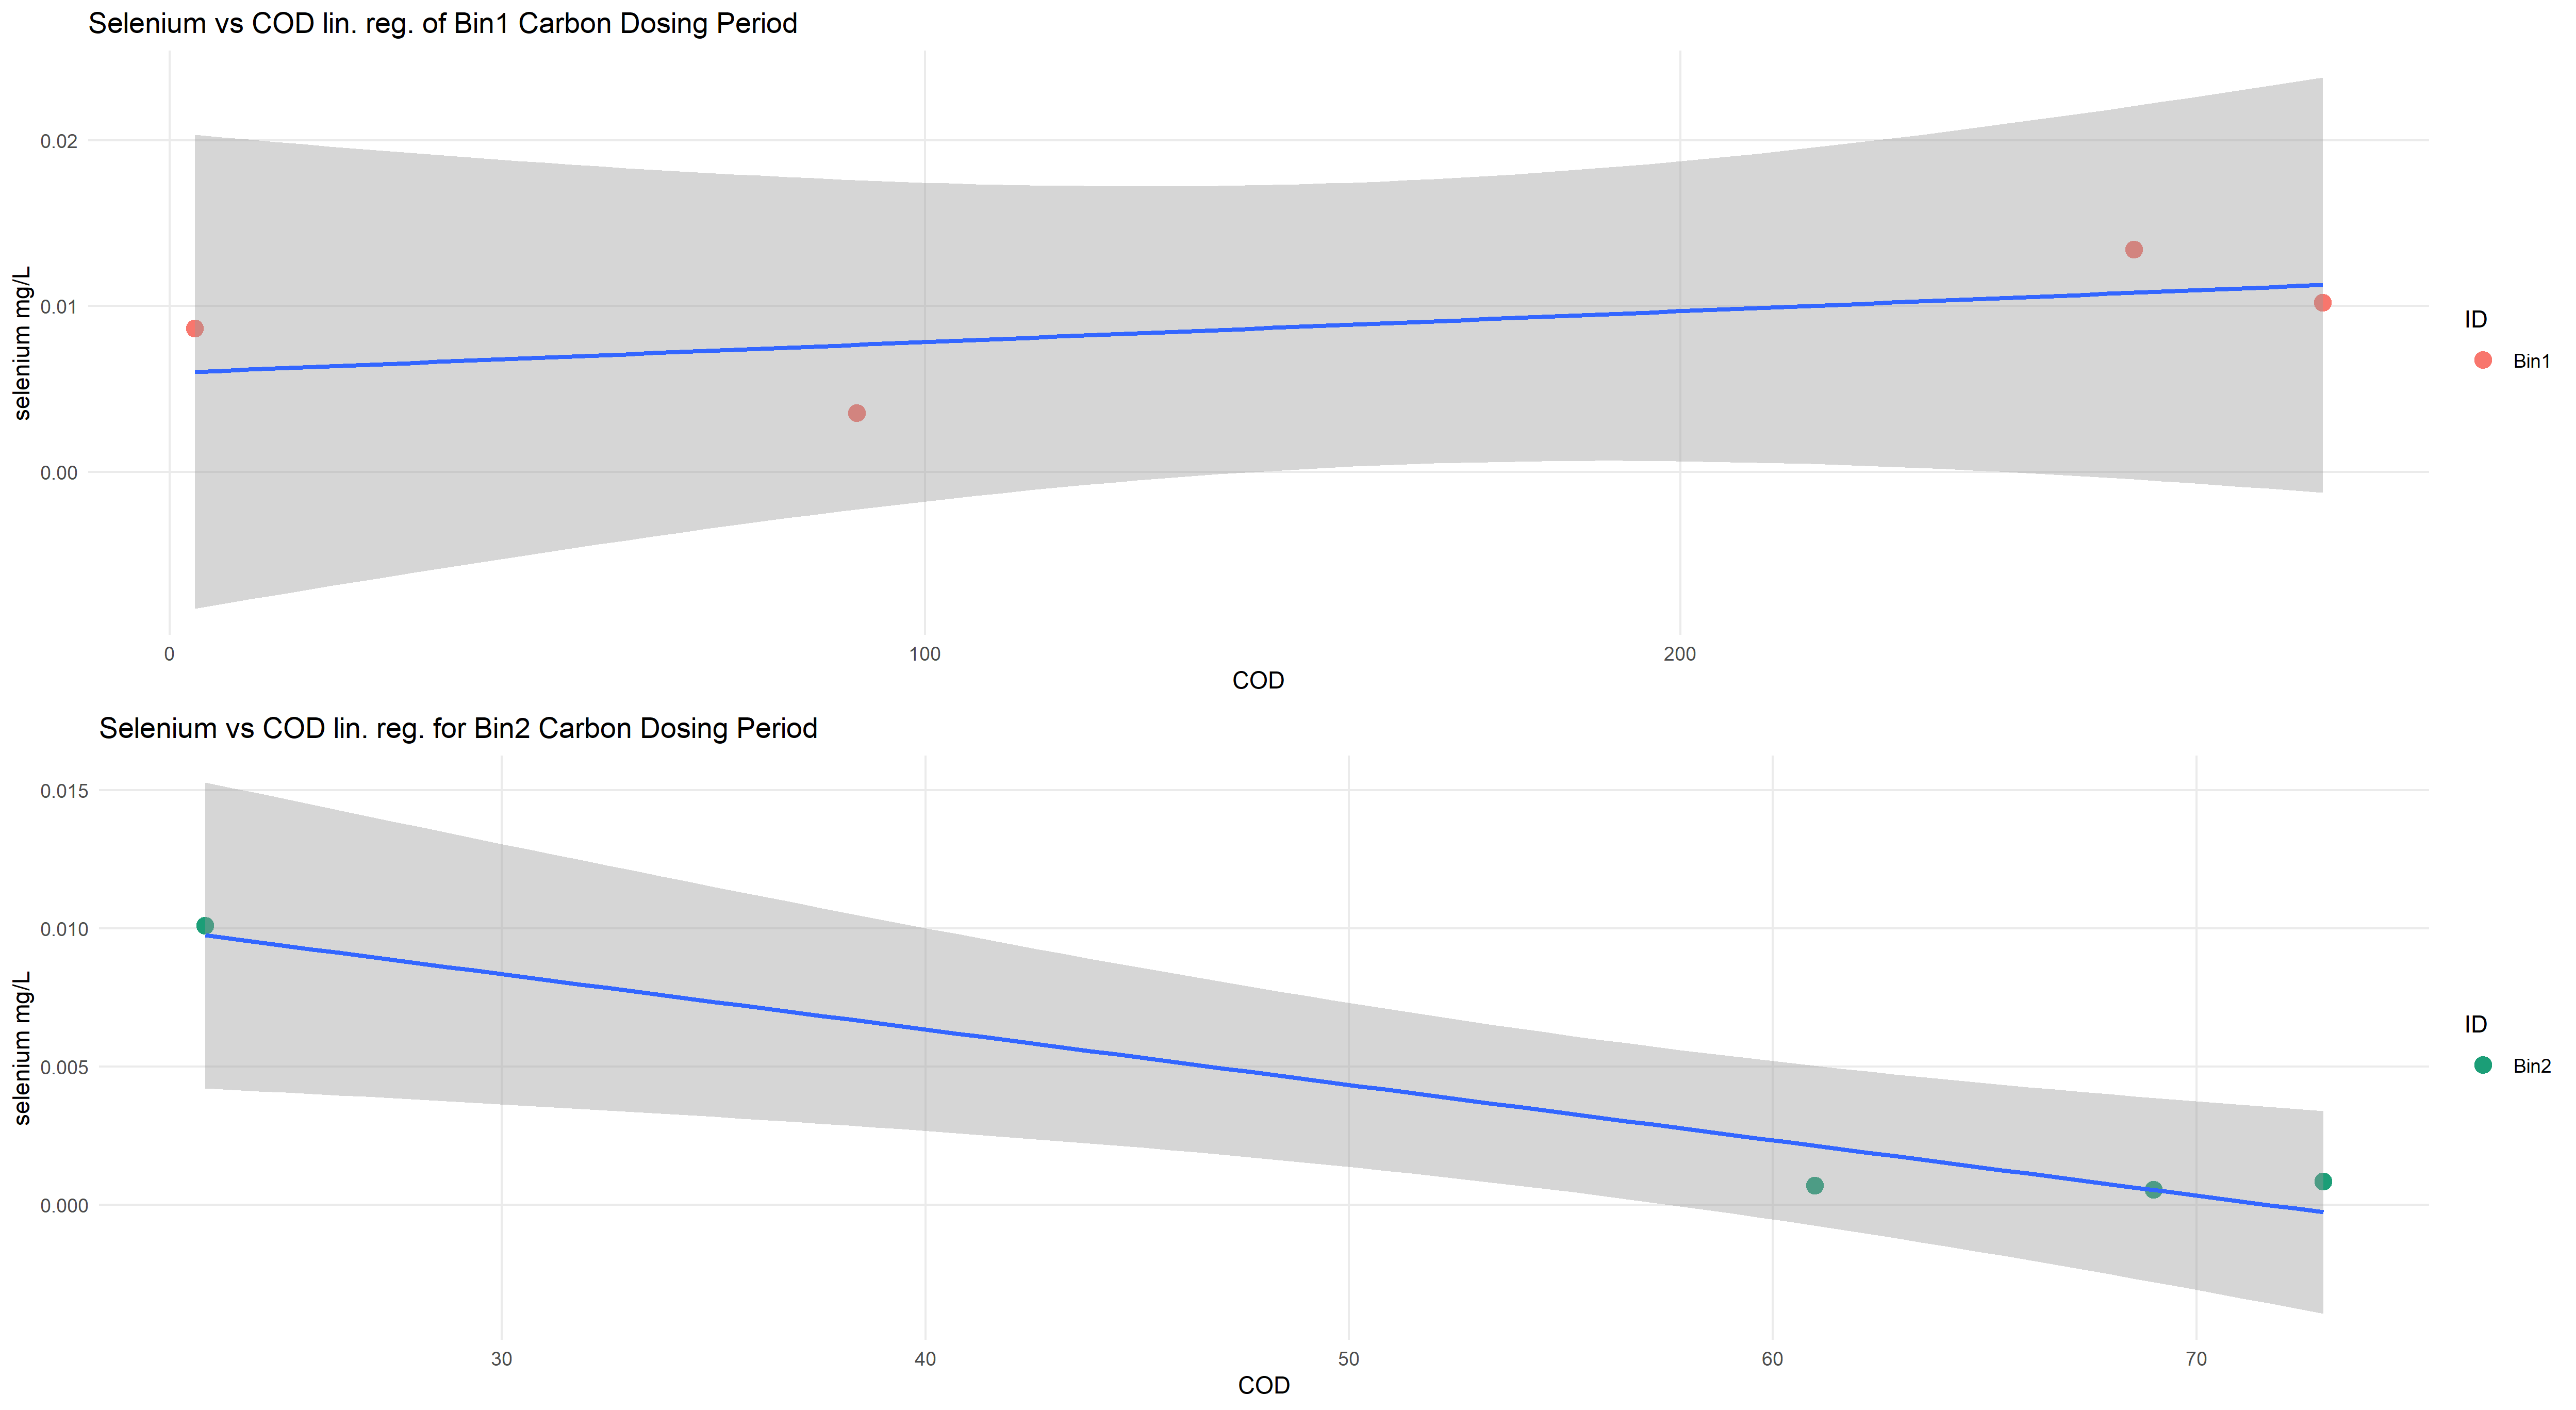 Selenium vs COD lin. reg. of Bin1 Carbon Dosing Period
selenium mg/L
0.02
0.01
0.00
0 100 200
COD
ID
Bin1
Selenium vs COD lin. reg. for Bin2 Carbon Dosing Period
selenium mg/L
0.015
0.010
0.005
0.000
30 40 50 60 70
COD
ID
Bin2